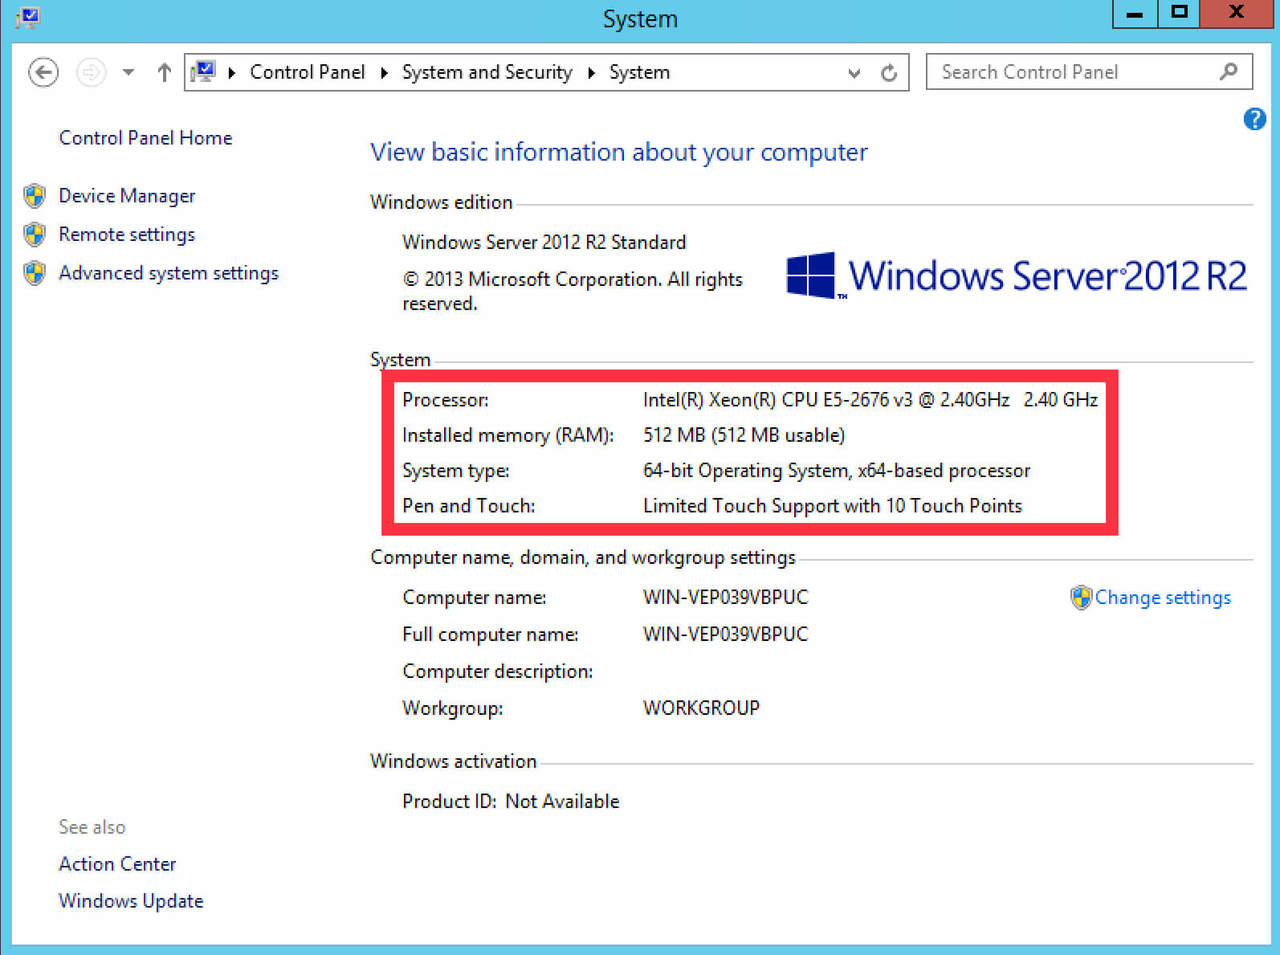 System
Control Panel ▸ System and Security ▸ System
Search Control Panel
Control Panel Home
Device Manager
Remote settings
Advanced system settings
View basic information about your computer
Windows edition
Windows Server 2012 R2 Standard
© 2013 Microsoft Corporation. All rights
reserved.
Windows Server 2012 R2
System
Processor: Intel(R) Xeon(R) CPU E5-2676 v3 @ 2.40GHz 2.40 GHz
Installed memory (RAM): 512 MB (512 MB usable)
System type: 64-bit Operating System, x64-based processor
Pen and Touch: Limited Touch Support with 10 Touch Points
Computer name, domain, and workgroup settings
Computer name: WIN-VEP039VBPUC
Change settings
Full computer name: WIN-VEP039VBPUC
Computer description:
Workgroup: WORKGROUP
Windows activation
Product ID: Not Available
See also
Action Center
Windows Update